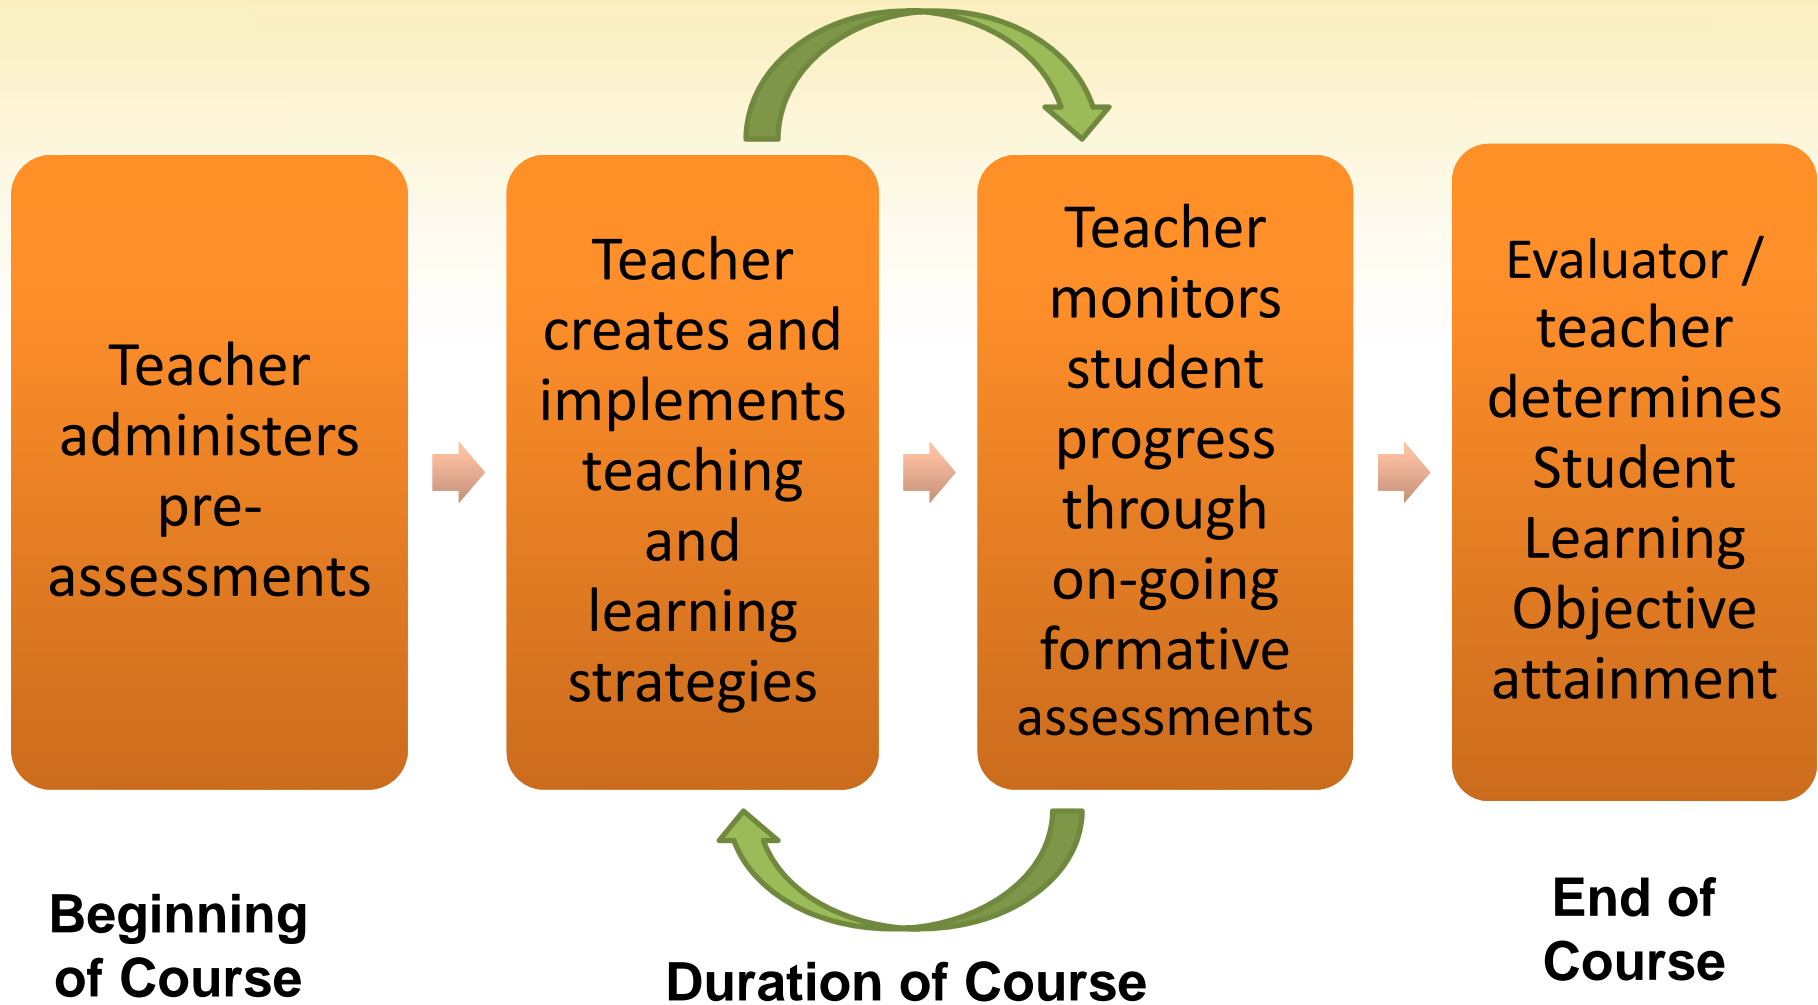 Teacher
administers
pre-
assessments
Teacher
creates and
implements
teaching
and
learning
strategies
Teacher
monitors
student
progress
through
on-going
formative
assessments
Evaluator /
teacher
determines
Student
Learning
Objective
attainment
Beginning
of Course
Duration of Course
End of
Course